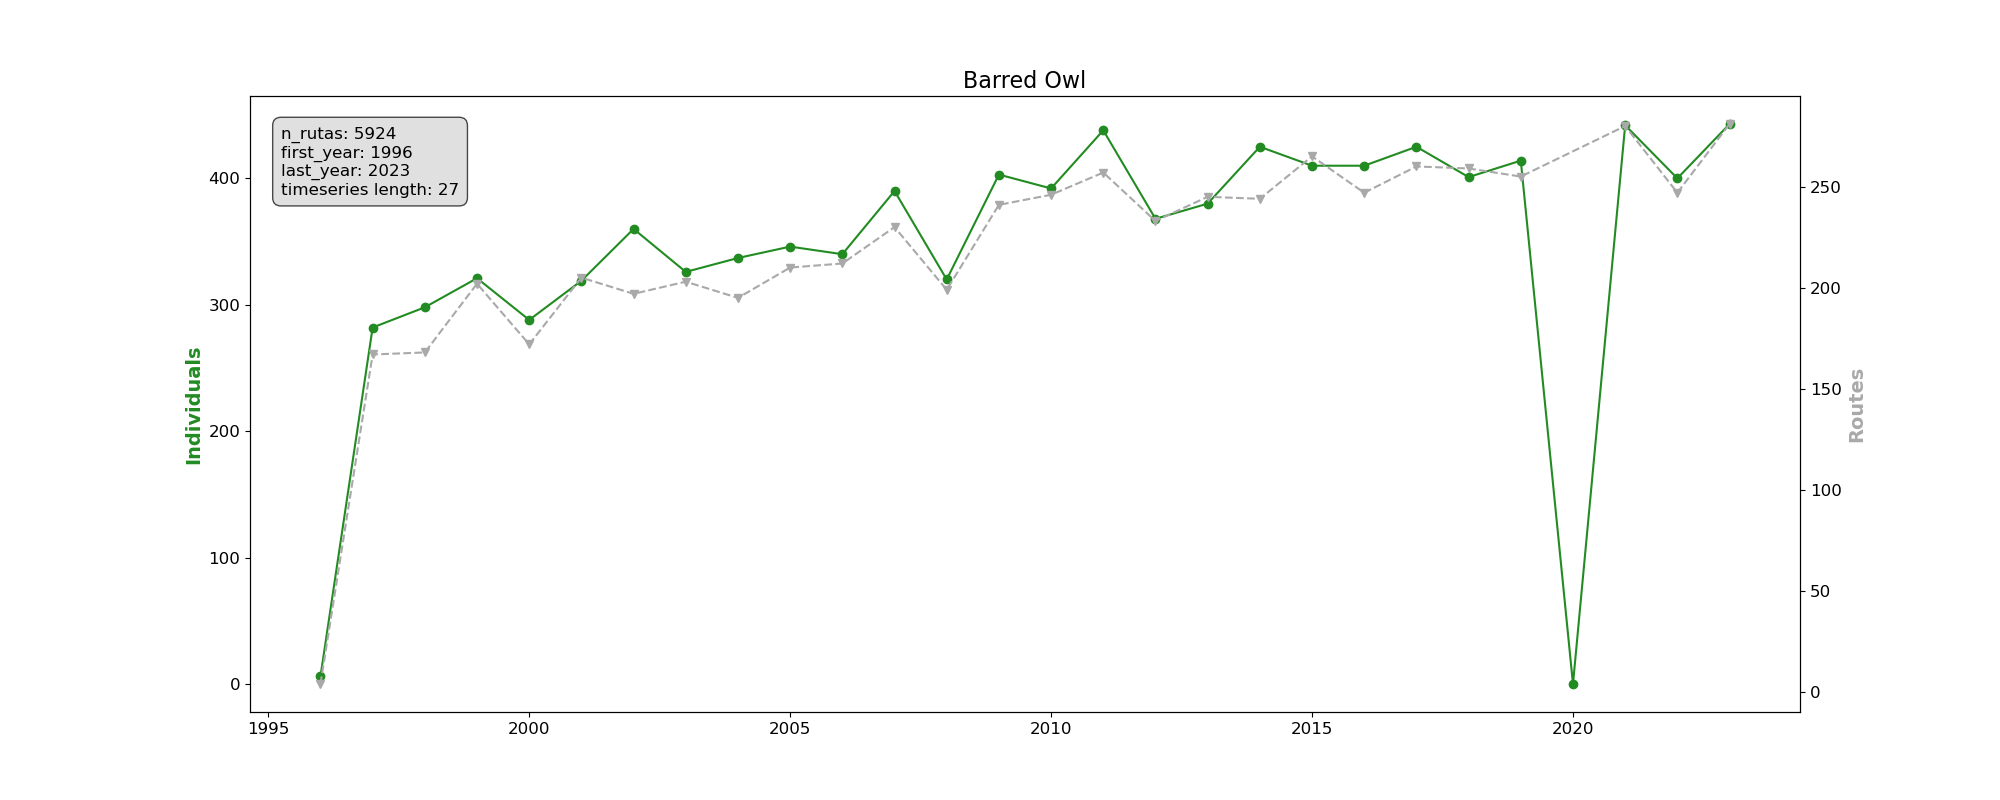 Barred Owl
n_rutas: 5924
first_year: 1996
last_year: 2023
timeseries length: 27
Individuals
400
300
200
100
0
Routes
250
200
150
100
50
0
1995 2000 2005 2010 2015 2020